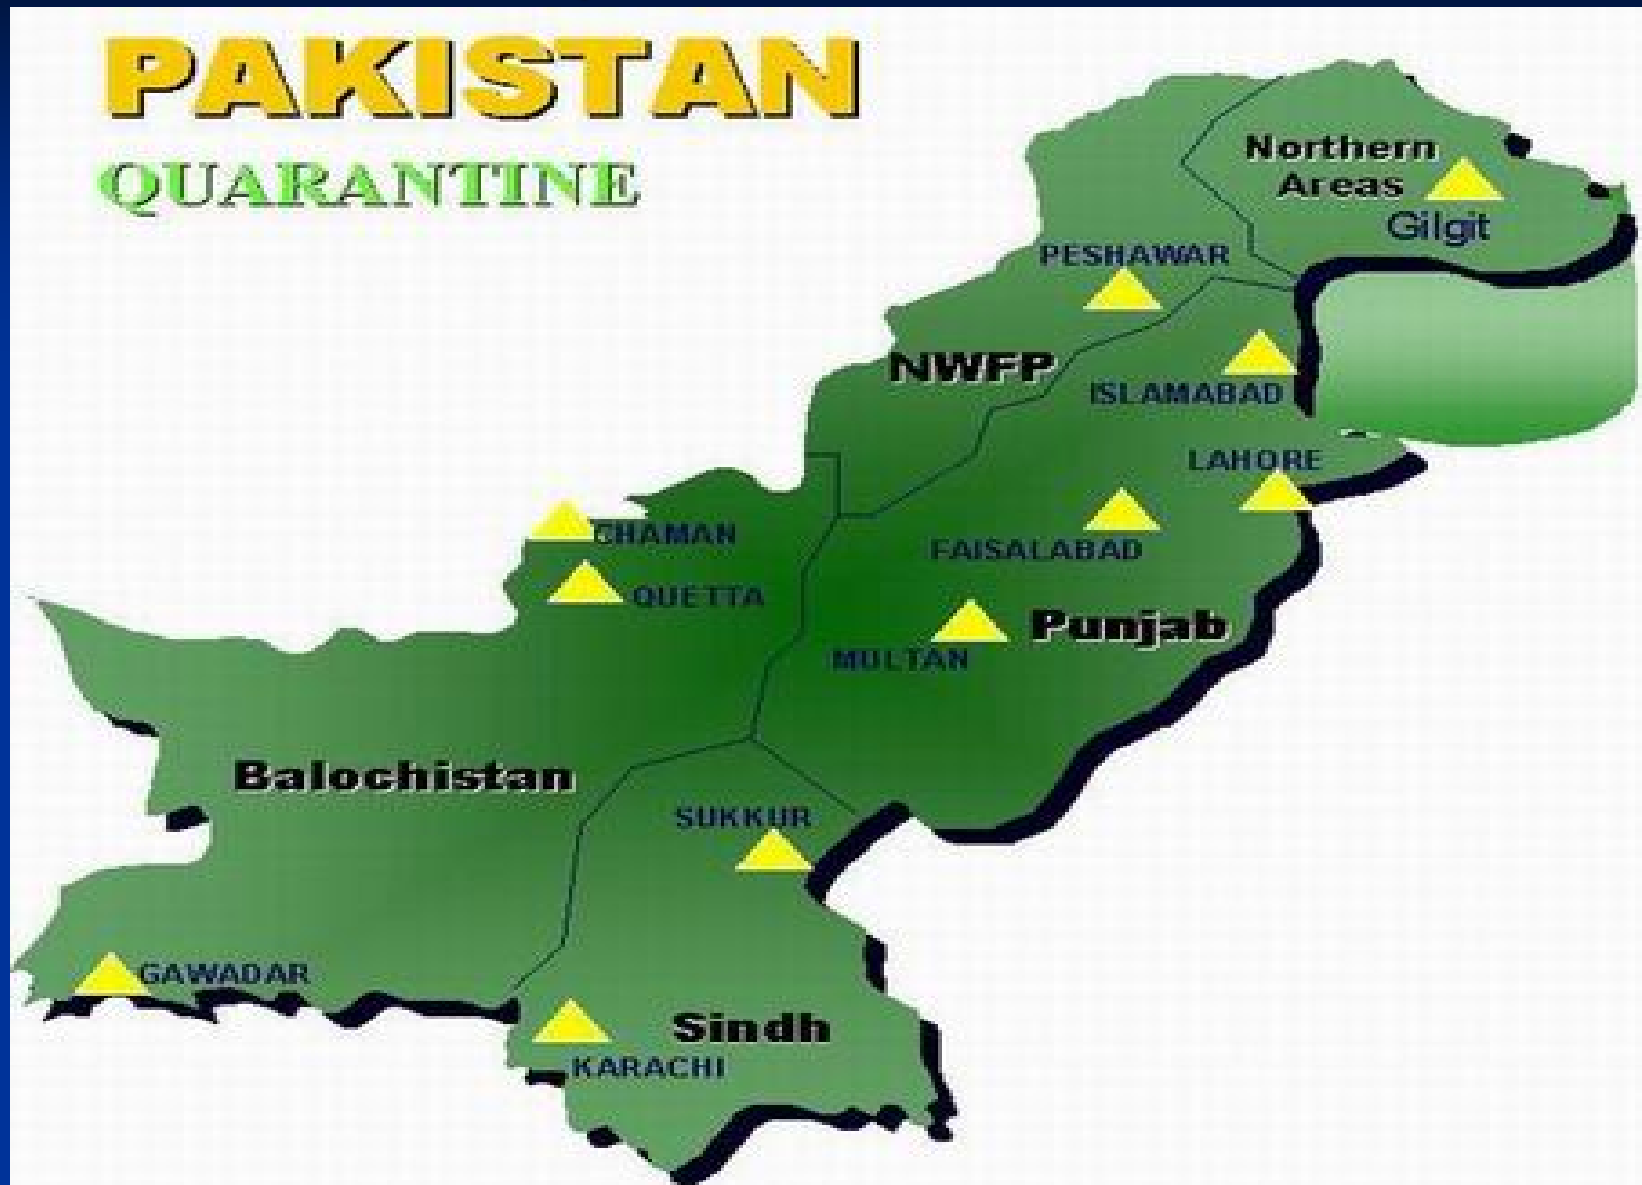 PAKISTAN
QUARANTINE
Northern
Areas
Gilgit
PESHAWAR
NWFP
ISLAMABAD
LAHORE
CHAMAN
FAISALABAD
QUETTA
Punjab
MULTAN
Balochistan
SUKKUR
GAWADAR
Sindh
KARACHI